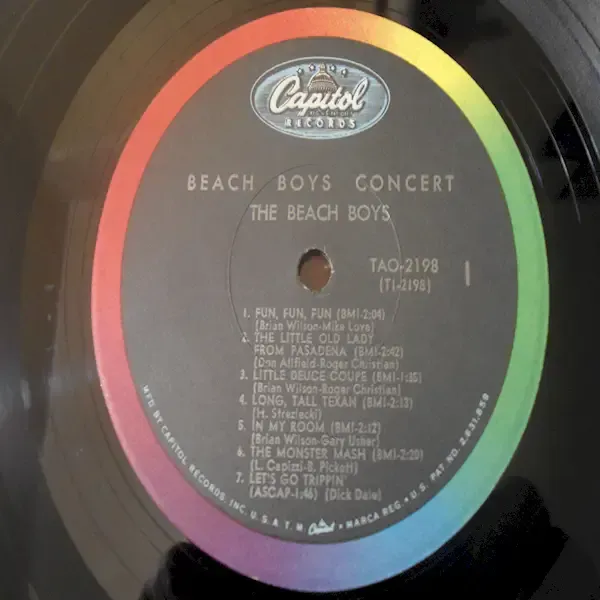 Capitol
RECORDS
BEACH BOYS CONCERT
THE BEACH BOYS
TAO-2198
(T1-2198)
1
1. FUN, FUN, FUN (BMI-2:04)
(Brian Wilson-Mike Love)
2. THE LITTLE OLD LADY
FROM PASADENA (BMI-2:42)
(Don Altfield-Roger Christian)
3. LITTLE DEUCE COUPE (BMI-1:35)
(Brian Wilson-Roger Christian)
4. LONG, TALL TEXAN (BMI-2:13)
(H. Strezlecki)
5. IN MY ROOM (BMI-2:12)
(Brian Wilson-Gary Usher)
6. THE MONSTER MASH (BMI-2:20)
(L. Capizzi-B. Pickett)
7. LET'S GO TRIPPIN'
(ASCAP-1:46) (Dick Dale)
MFD BY CAPITOL RECORDS, INC. U.S.A. T.M. Capitol • MARCA REG. • U.S. PAT. NO. 2,631,859